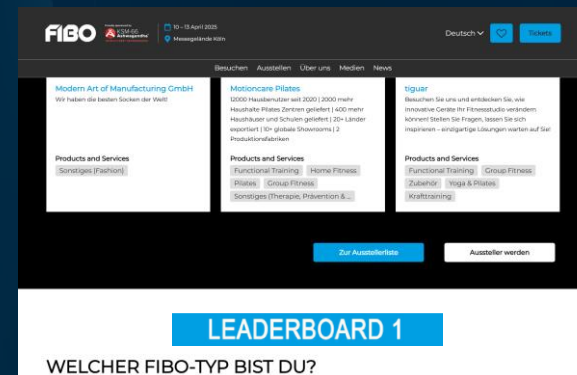 FIBO
KSM-66
Ashwagandha
10 – 13 April 2025
Messegelände Köln
Deutsch
Tickets
Besuchen Ausstellen Über uns Medien News
Modern Art of Manufacturing GmbH
Wir haben die besten Socken der Welt!
Products and Services
Sonstiges (Fashion)
Motioncare Pilates
12000 Hausbenutzer seit 2020 | 2000 mehr
Haushalte Pilates Zentren geliefert | 400 mehr
Haushäuser und Schulen geliefert | 20+ Länder
exportiert | 10+ globale Showrooms | 2
Produktionsfabriken
Products and Services
Functional Training Home Fitness
Pilates Group Fitness
Sonstiges (Therapie, Prävention &...
tiguar
Besuchen Sie uns und entdecken Sie, wie
innovative Geräte Ihr Fitnessstudio verändern
können! Stellen Sie Fragen, lassen Sie sich
inspirieren – einzigartige Lösungen warten auf Sie!
Products and Services
Functional Training Group Fitness
Zubehör Yoga & Pilates
Krafttraining
Zur Ausstellerliste Aussteller werden
LEADERBOARD 1
WELCHER FIBO-TYP BIST DU?